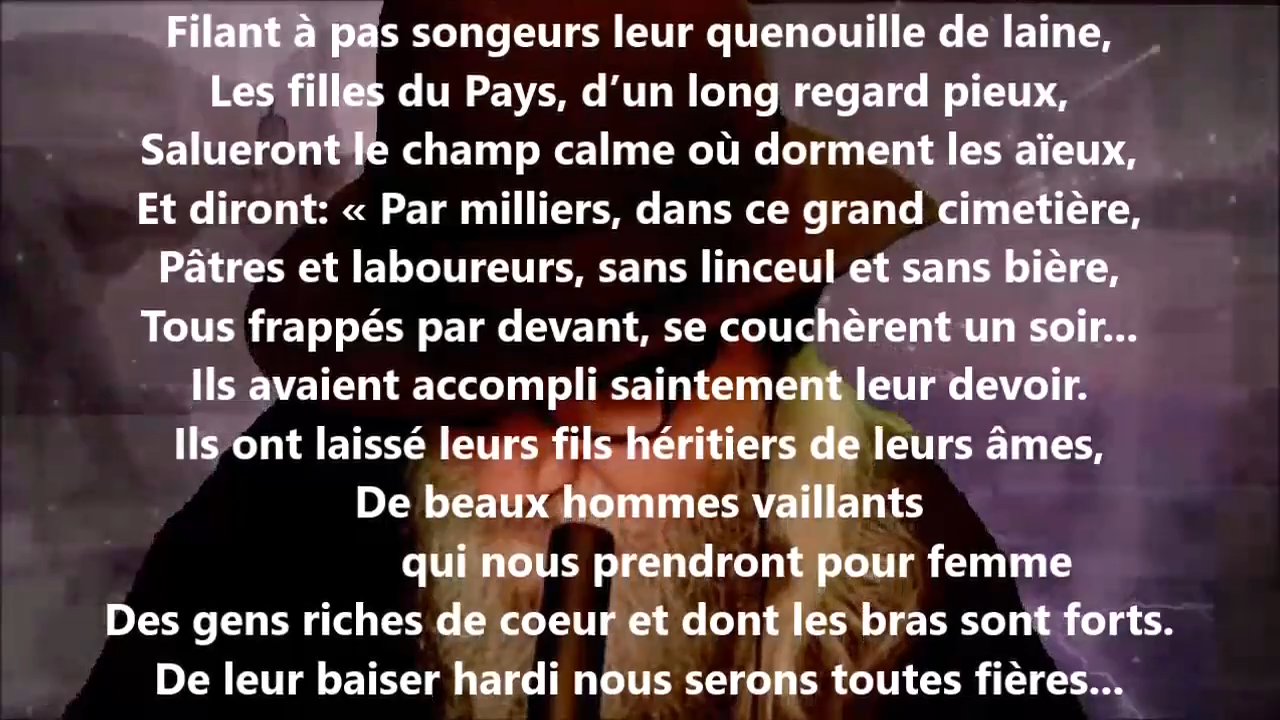 Filant à pas songeurs leur quenouille de laine,
Les filles du Pays, d’un long regard pieux,
Salueront le champ calme où dorment les aïeux,
Et diront: « Par milliers, dans ce grand cimetière,
Pâtres et laboureurs, sans linceul et sans bière,
Tous frappés par devant, se couchèrent un soir...
Ils avaient accompli saintement leur devoir.
Ils ont laissé leurs fils héritiers de leurs âmes,
De beaux hommes vaillants
qui nous prendront pour femme
Des gens riches de coeur et dont les bras sont forts.
De leur baiser hardi nous serons toutes fières...